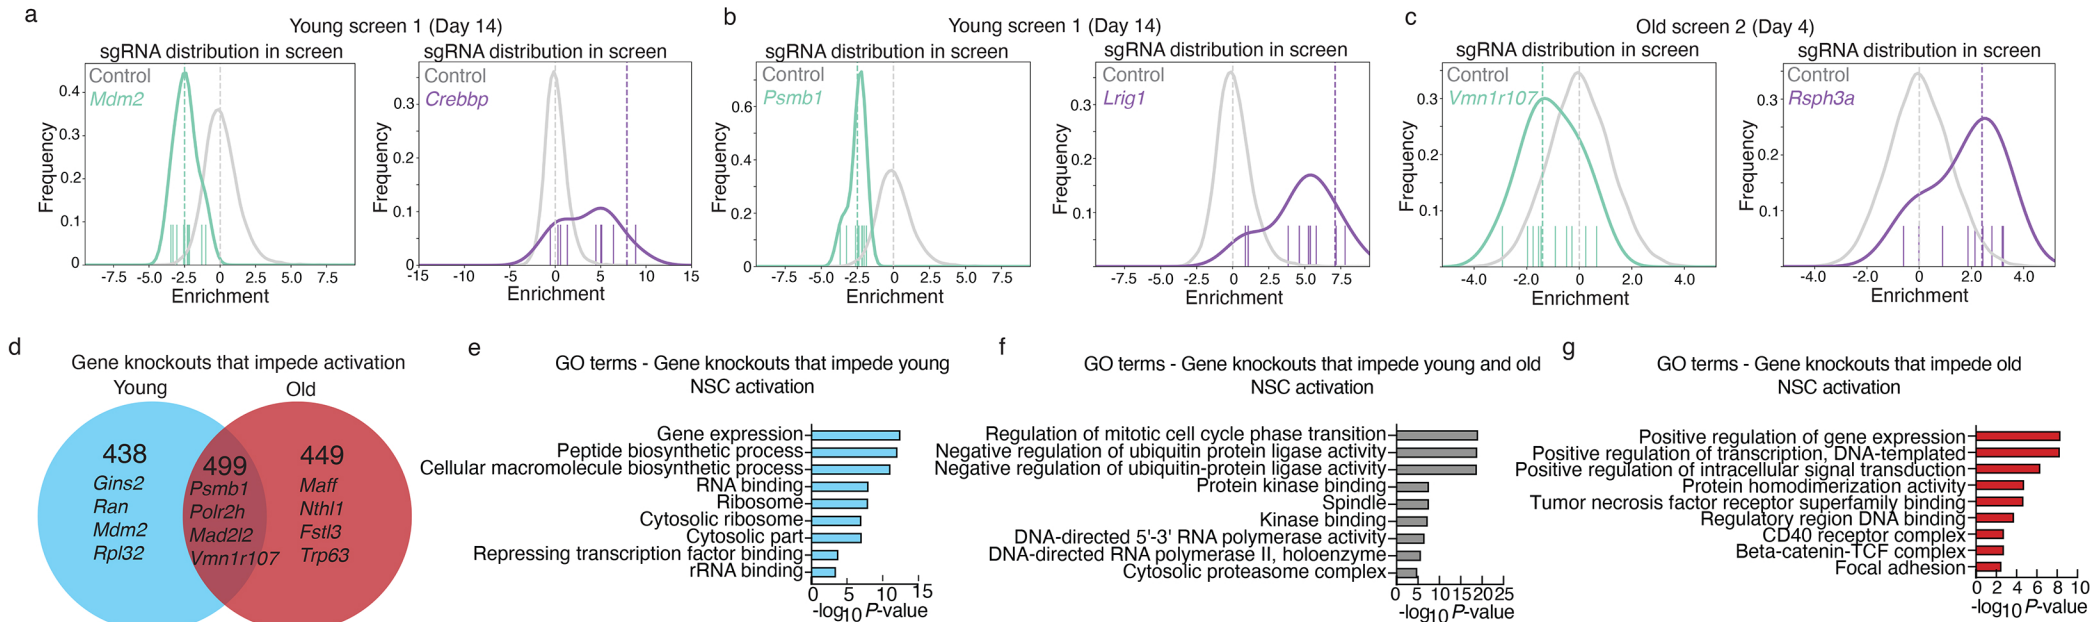 a
Young screen 1 (Day 14)
sgRNA distribution in screen
Control
Mdm2
Frequency
0.4
0.3
0.2
0.1
0
-7.5 -5.0 -2.5 0 2.5 5.0 7.5
Enrichment
sgRNA distribution in screen
Control
Crebbp
Frequency
0.3
0.2
0.1
0
-15 -10 -5 0 5 10 15
Enrichment
b
Young screen 1 (Day 14)
sgRNA distribution in screen
Control
Psmb1
Frequency
0.6
0.4
0.2
0
-7.5 -5.0 -2.5 0 2.5 5.0 7.5
Enrichment
sgRNA distribution in screen
Control
Lrig1
Frequency
0.3
0.2
0.1
-7.5 -5.0 -2.5 0 2.5 5.0 7.5
Enrichment
c
Old screen 2 (Day 4)
sgRNA distribution in screen
Control
Vmn1r107
Frequency
0.3
0.2
0.1
-4.0 -2.0 0 2.0 4.0
Enrichment
sgRNA distribution in screen
Control
Rsph3a
Frequency
0.3
0.2
0.1
-4.0 -2.0 0 2.0 4.0
Enrichment
d
Gene knockouts that impede activation
Young Old
438
Gins2
Ran
Mdm2
Rpl32
499
Psmb1
Polr2h
Mad2l2
Vmn1r107
449
Maff
Nthl1
Fstl3
Trp63
e
GO terms - Gene knockouts that impede young
NSC activation
Gene expression
Peptide biosynthetic process
Cellular macromolecule biosynthetic process
RNA binding
Ribosome
Cytosolic ribosome
Cytosolic part
Repressing transcription factor binding
rRNA binding
0 5 10 15
-log10 P-value
f
GO terms - Gene knockouts that impede young and old
NSC activation
Regulation of mitotic cell cycle phase transition
Negative regulation of ubiquitin protein ligase activity
Negative regulation of ubiquitin-protein ligase activity
Protein kinase binding
Spindle
Kinase binding
DNA-directed 5'-3' RNA polymerase activity
DNA-directed RNA polymerase II, holoenzyme
Cytosolic proteasome complex
0 5 10 15 20 25
-log10 P-value
g
GO terms - Gene knockouts that impede old
NSC activation
Positive regulation of gene expression
Positive regulation of transcription, DNA-templated
Positive regulation of intracellular signal transduction
Protein homodimerization activity
Tumor necrosis factor receptor superfamily binding
Regulatory region DNA binding
CD40 receptor complex
Beta-catenin-TCF complex
Focal adhesion
0 2 4 6 8 10
-log10 P-value